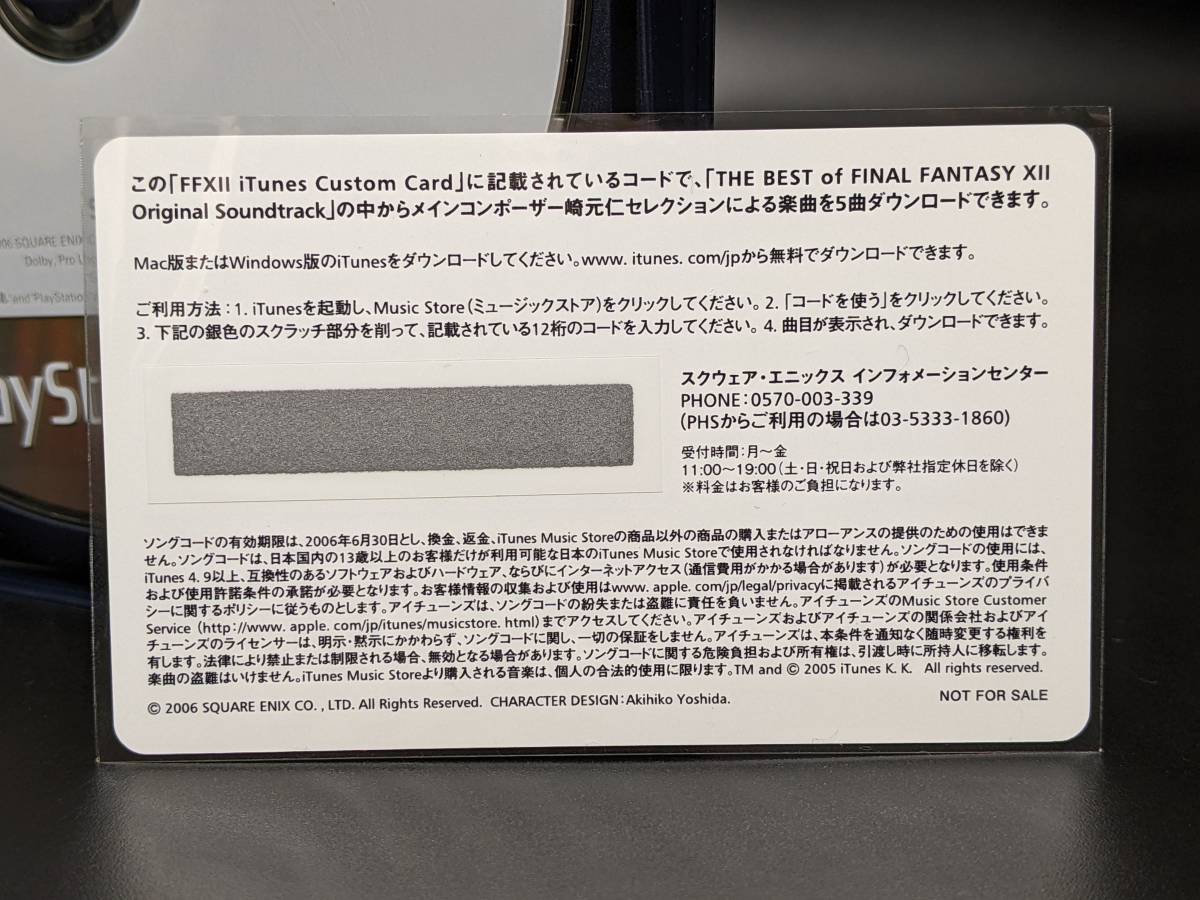 この「FFXII iTunes Custom Card」に記載されているコードで、「THE BEST of FINAL FANTASY XII
Original Soundtrack」の中からメインコンポーザー崎元仁セレクションによる楽曲を5曲ダウンロードできます。
Mac版またはWindows版のiTunesをダウンロードしてください。www. itunes. com/jpから無料でダウンロードできます。
ご利用方法：1. iTunesを起動し、Music Store（ミュージックストア）をクリックしてください。2. 「コードを使う」をクリックしてください。
3. 下記の銀色のスクラッチ部分を削って、記載されている12桁のコードを入力してください。4. 曲目が表示され、ダウンロードできます。
スクウェア・エニックス インフォメーションセンター
PHONE：0570-003-339
（PHSからご利用の場合は03-5333-1860）
受付時間：月〜金
11：00〜19：00（土・日・祝日および弊社指定休日を除く）
※料金はお客様のご負担になります。
ソングコードの有効期限は、2006年6月30日とし、換金、返金、iTunes Music Storeの商品以外の商品の購入またはアローアンスの提供のための使用はできま
せん。ソングコードは、日本国内の13歳以上のお客様だけが利用可能な日本のiTunes Music Storeで使用されなければなりません。ソングコードの使用には、
iTunes 4. 9以上、互換性のあるソフトウェアおよびハードウェア、ならびにインターネットアクセス（通信費用がかかる場合があります）が必要となります。使用条件
および使用許諾条件の承諾が必要となります。お客様情報の収集および使用はwww. apple. com/jp/legal/privacyに掲載されるアイチューンズのプライバ
シーに関するポリシーに従うものとします。アイチューンズは、ソングコードの紛失または盗難に責任を負いません。アイチューンズのMusic Store Customer
Service（http://www. apple. com/jp/itunes/musicstore. html）までアクセスしてください。アイチューンズおよびアイチューンズの関係会社およびアイ
チューンズのライセンサーは、明示・黙示にかかわらず、ソングコードに関し、一切の保証をしません。アイチューンズは、本条件を通知なく随時変更する権利を
有します。法律により禁止または制限される場合、無効となる場合があります。ソングコードに関する危険負担および所有権は、引渡し時に所持人に移転します。
楽曲の盗難はいけません。iTunes Music Storeより購入される音楽は、個人の合法的使用に限ります。TM and © 2005 iTunes K. K. All rights reserved.
© 2006 SQUARE ENIX CO. , LTD. All Rights Reserved. CHARACTER DESIGN：Akihiko Yoshida.
NOT FOR SALE